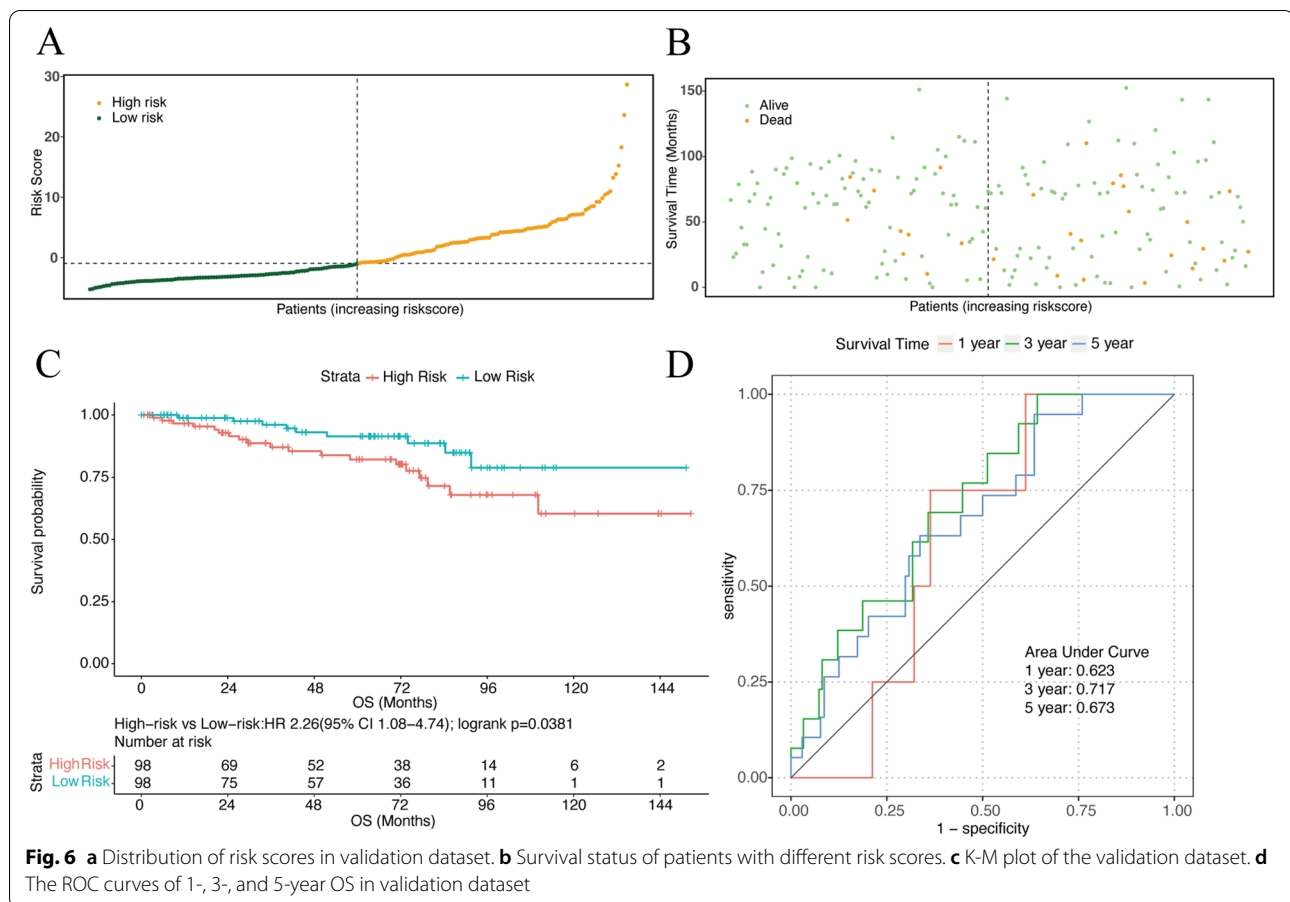 A
30
20
10
0
Risk Score
High risk
Low risk
Patients (increasing riskscore)
B
150
100
50
0
Survival Time (Months)
Alive
Dead
Patients (increasing riskscore)
C
Strata High Risk Low Risk
1.00
0.75
0.50
0.25
0.00
Survival probability
0 24 48 72 96 120 144
OS (Months)
High-risk vs Low-risk:HR 2.26(95% CI 1.08-4.74); logrank p=0.0381
Number at risk
Strata
High Risk 98 69 52 38 14 6 2
Low Risk 98 75 57 36 11 1 1
0 24 48 72 96 120 144
OS (Months)
Survival Time 1 year 3 year 5 year
D
1.00
0.75
0.50
0.25
0.00
sensitivity
Area Under Curve
1 year: 0.623
3 year: 0.717
5 year: 0.673
0.00 0.25 0.50 0.75 1.00
1 - specificity
Fig. 6 a Distribution of risk scores in validation dataset. b Survival status of patients with different risk scores. c K-M plot of the validation dataset. d
The ROC curves of 1-, 3-, and 5-year OS in validation dataset